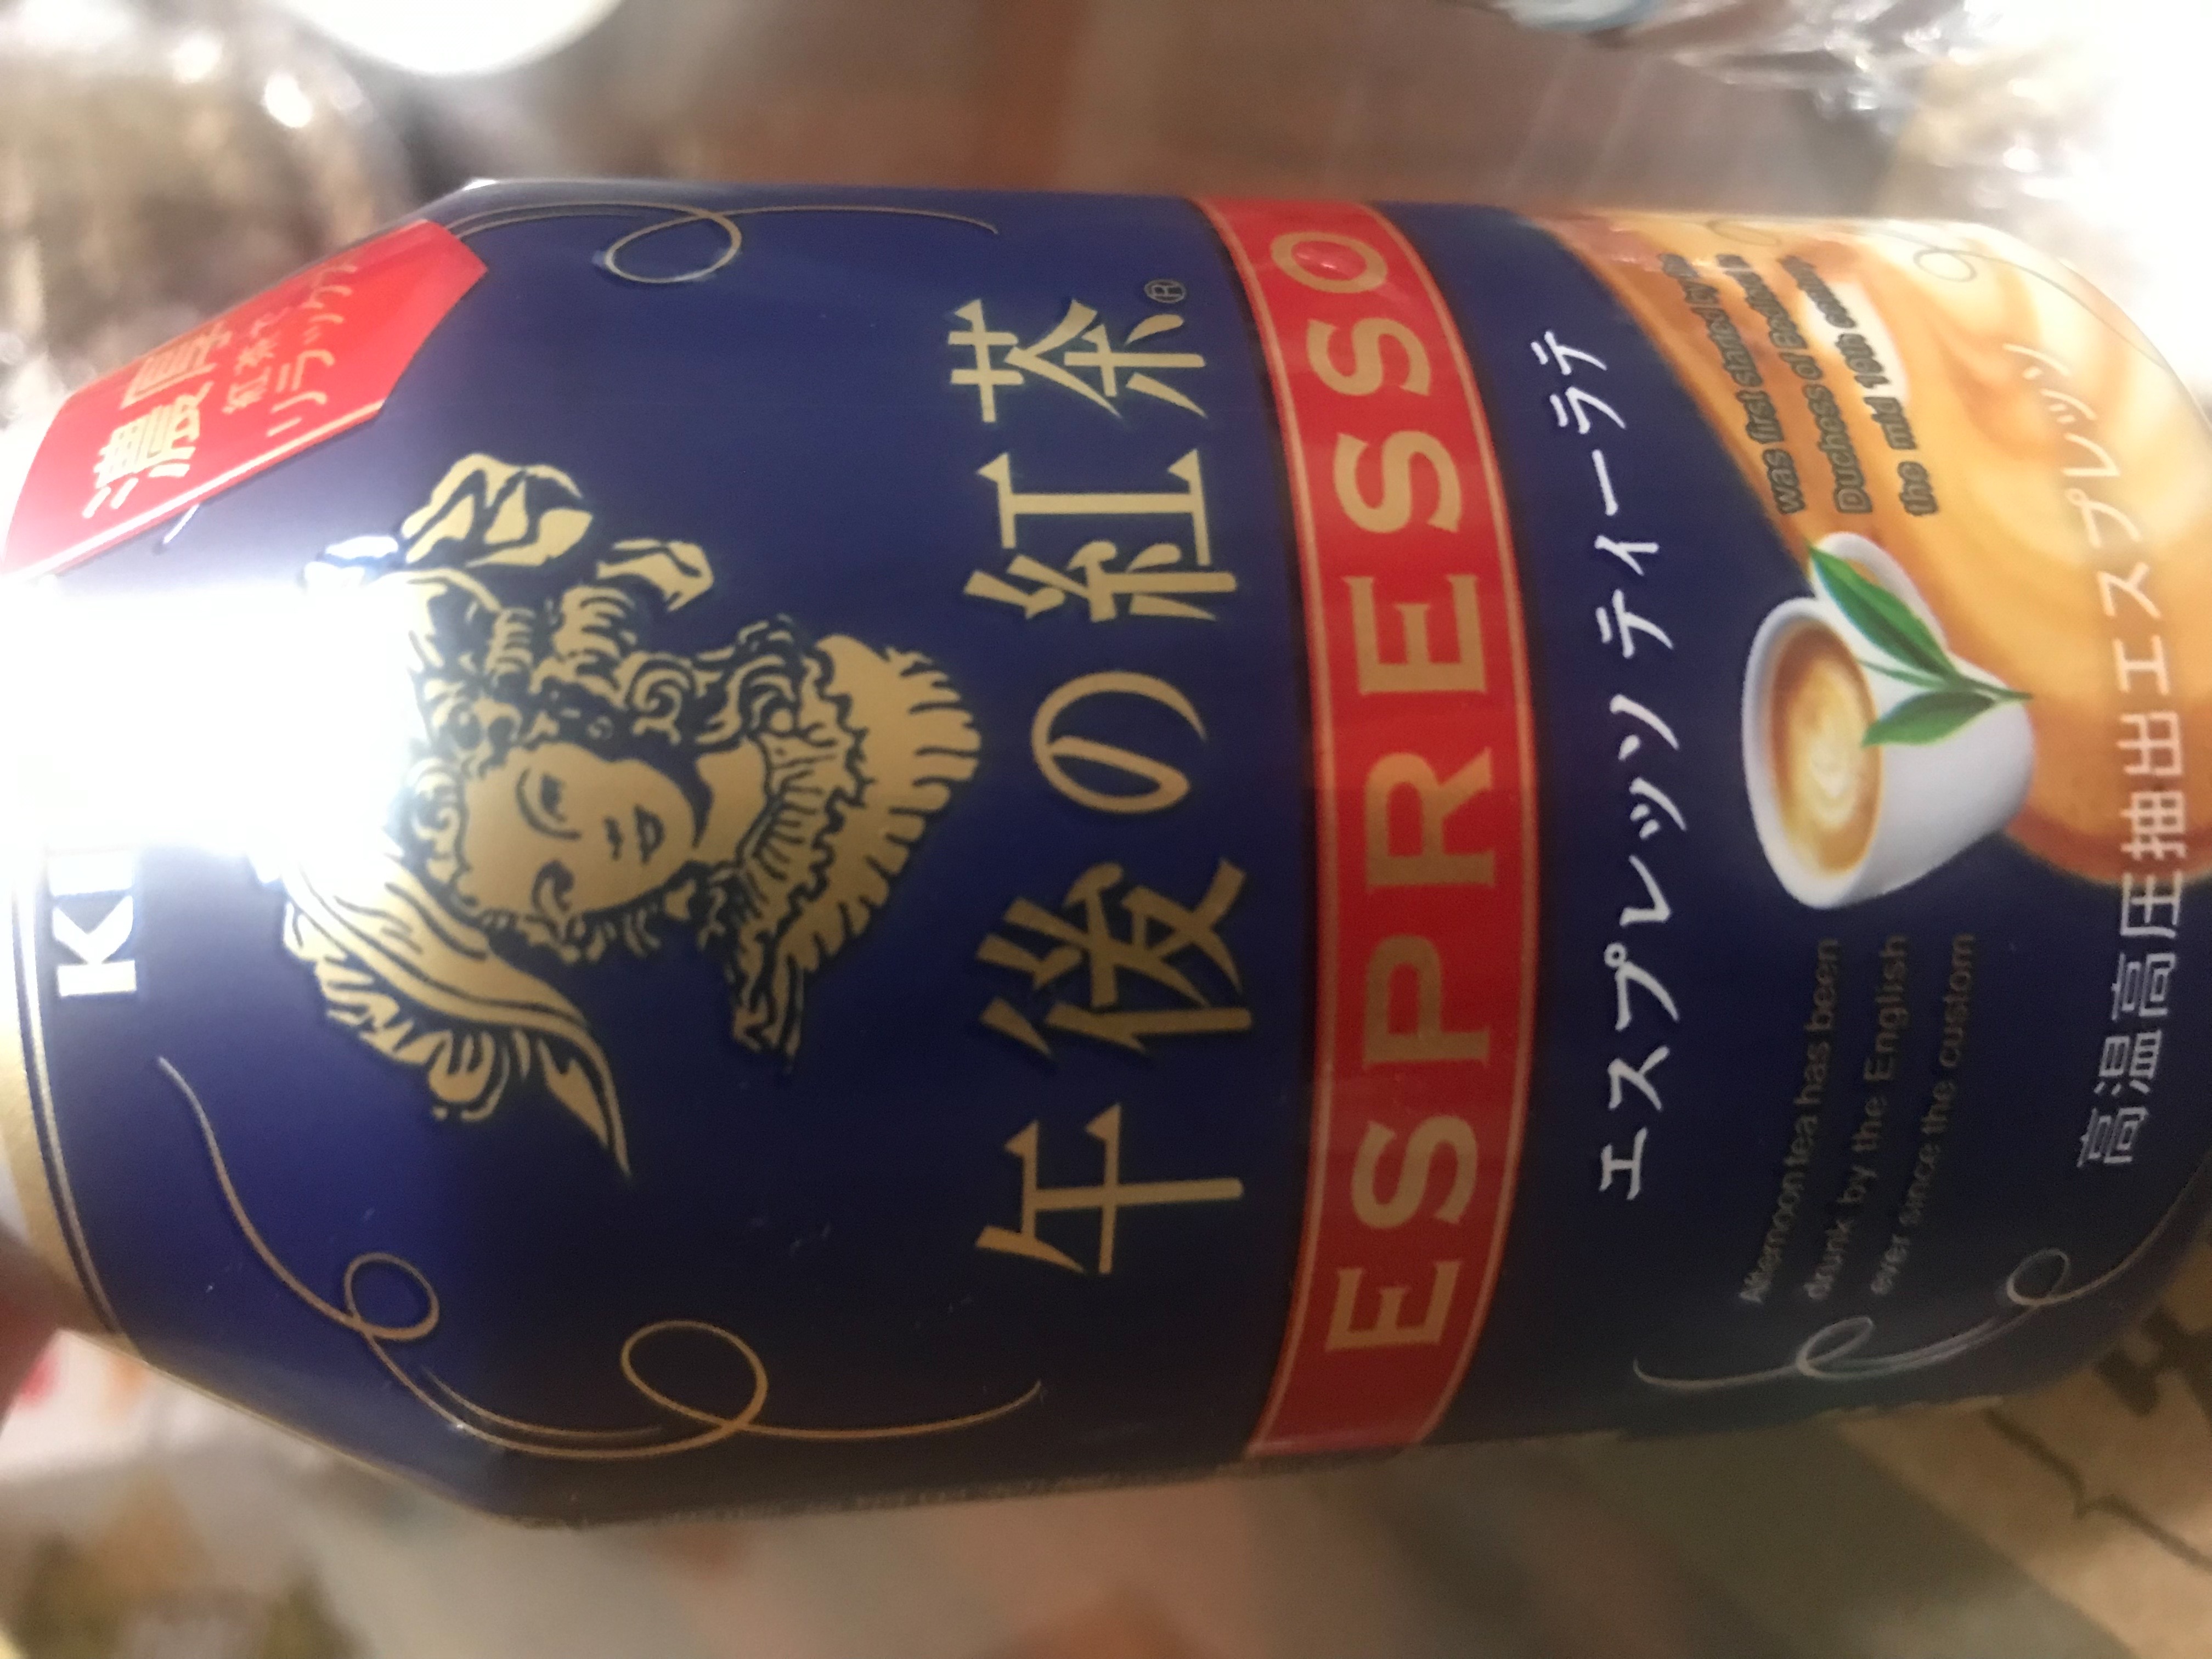 濃厚
紅茶で
リラックス
午後の紅茶®
ESPRESSO
エスプレッソ ティーラテ
Afternoon tea has been
drunk by the English
ever since the custom
was first started by
Duchess of
the mid 19th century
高温高圧抽出エスプレッソ